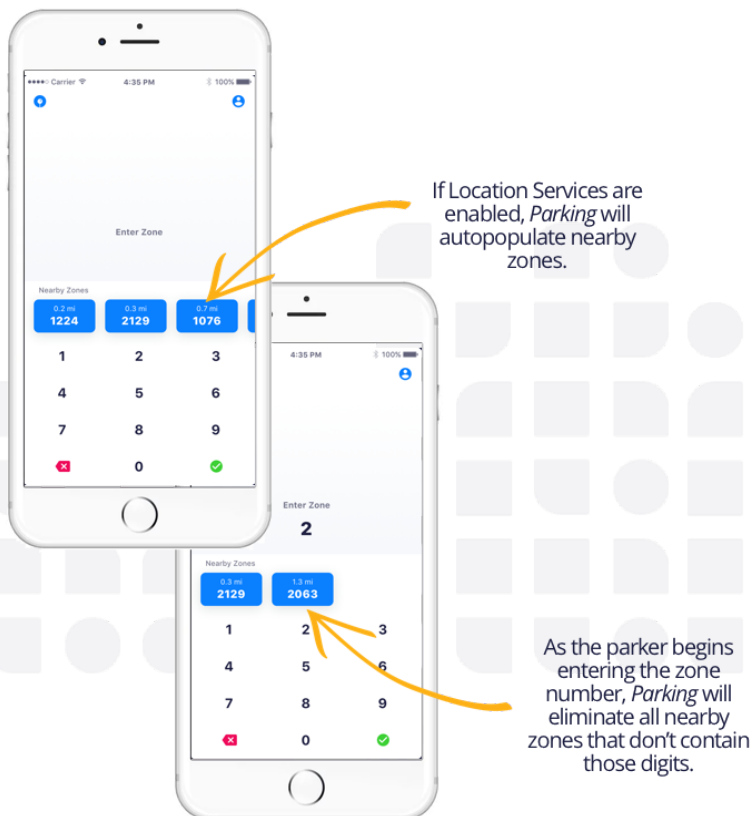 Carrier 4:35 PM 100%
Enter Zone
Nearby Zones
0.2 mi 0.3 mi 0.7 mi
1224 2129 1076
1 2 3
4 5 6
7 8 9
0
If Location Services are
enabled, Parking will
autopopulate nearby
zones.
4:35 PM 100%
Enter Zone
2
Nearby Zones
0.3 mi 1.3 mi
2129 2063
1 2 3
4 5 6
7 8 9
0
As the parker begins
entering the zone
number, Parking will
eliminate all nearby
zones that don't contain
those digits.